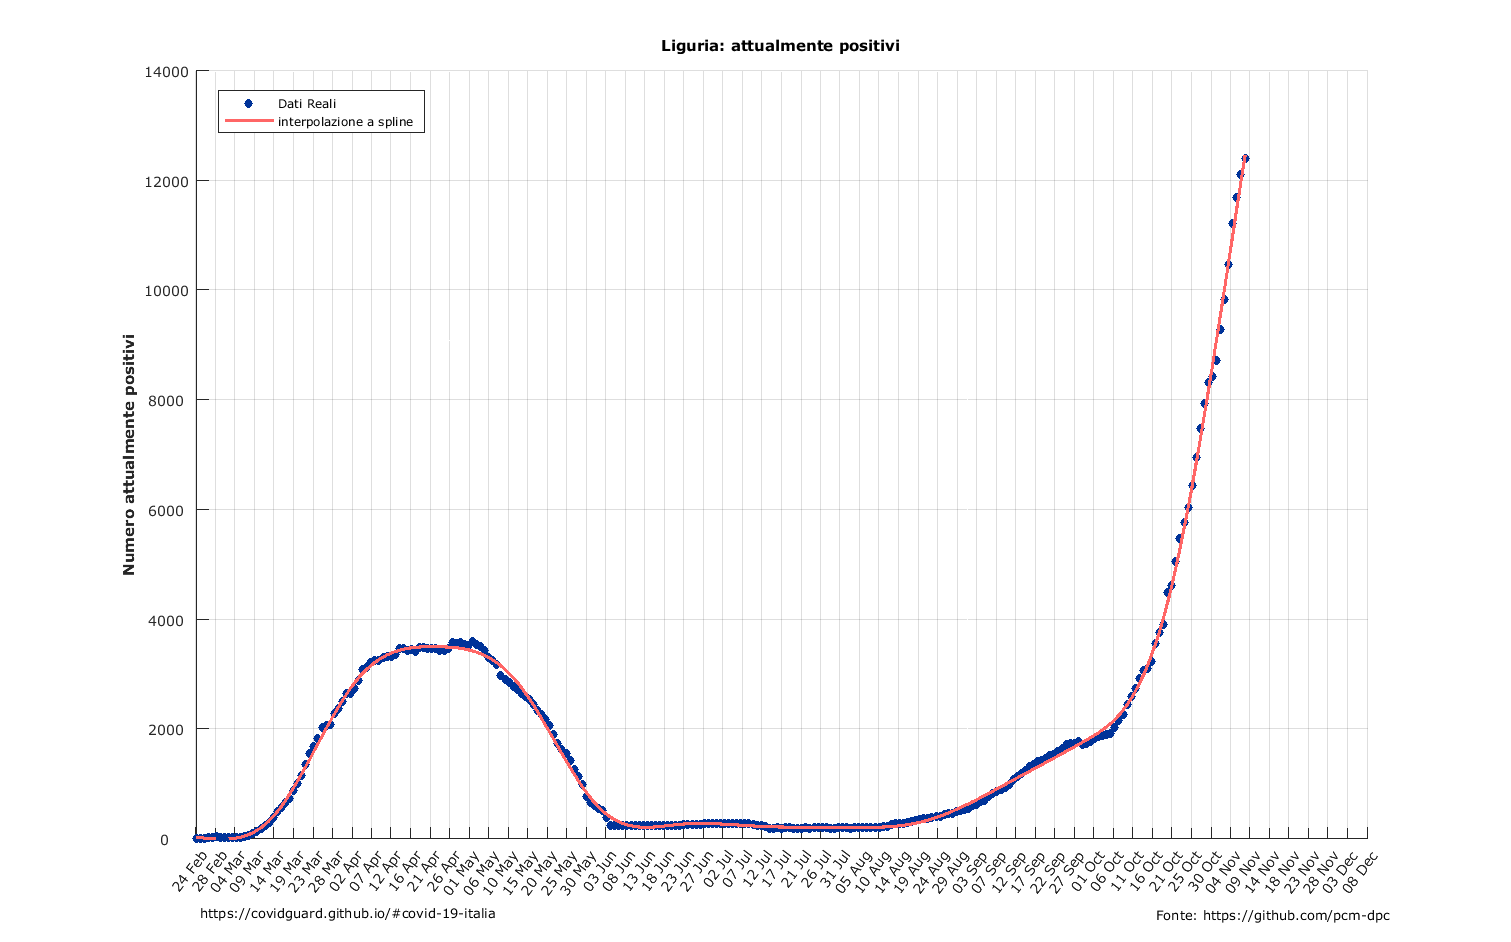 Liguria: attualmente positivi
14000
12000
10000
8000
6000
4000
2000
0
Numero attualmente positivi
Dati Reali
interpolazione a spline
24 Feb
28 Feb
04 Mar
09 Mar
14 Mar
19 Mar
23 Mar
28 Mar
02 Apr
07 Apr
12 Apr
16 Apr
21 Apr
26 Apr
01 May
06 May
10 May
15 May
20 May
25 May
30 May
03 Jun
08 Jun
13 Jun
18 Jun
23 Jun
27 Jun
02 Jul
07 Jul
12 Jul
17 Jul
21 Jul
26 Jul
31 Jul
05 Aug
10 Aug
14 Aug
19 Aug
24 Aug
29 Aug
03 Sep
07 Sep
12 Sep
17 Sep
22 Sep
27 Sep
01 Oct
06 Oct
11 Oct
16 Oct
21 Oct
25 Oct
30 Oct
04 Nov
09 Nov
14 Nov
18 Nov
23 Nov
28 Nov
03 Dec
08 Dec
https://covidguard.github.io/#covid-19-italia
Fonte: https://github.com/pcm-dpc